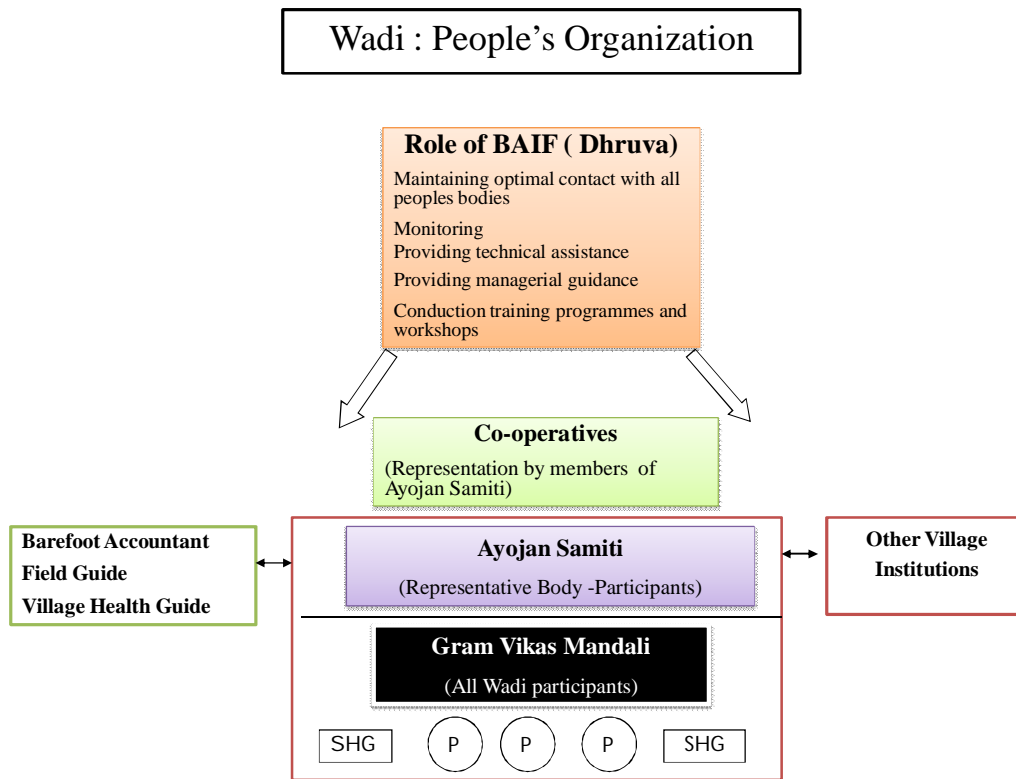 Wadi : People’s Organization
Role of BAIF ( Dhruva)
Maintaining optimal contact with all
peoples bodies
Monitoring
Providing technical assistance
Providing managerial guidance
Conduction training programmes and
workshops
Co-operatives
(Representation by members of
Ayojan Samiti)
Barefoot Accountant
Field Guide
Village Health Guide
Ayojan Samiti
(Representative Body -Participants)
Other Village
Institutions
Gram Vikas Mandali
(All Wadi participants)
SHG P P P SHG